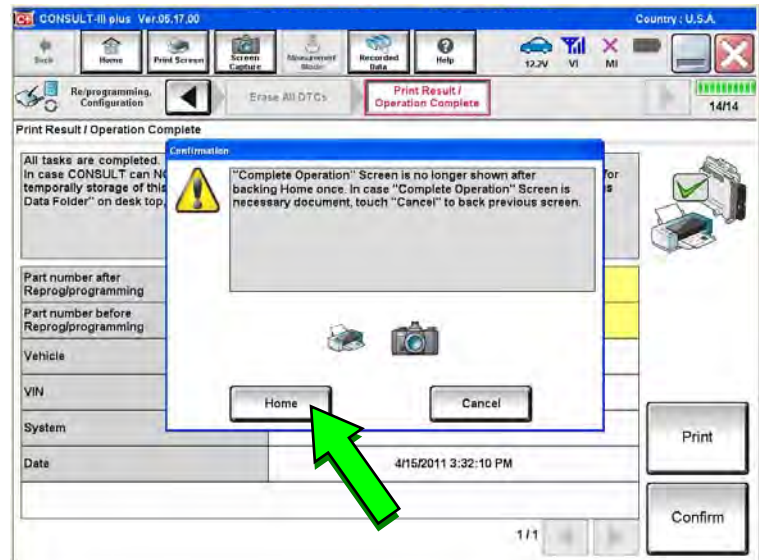 CONSULT-III plus Ver.05.17.00
Country : U.S.A.
Back
Home
Print Screen
Screen
Capture
Measurement
Mode
Recorded
Data
Help
12.2V
VI
MI
Re/programming,
Configuration
Erase All DTCs
Print Result /
Operation Complete
14/14
Print Result / Operation Complete
All tasks are completed.
In case CONSULT can NO
for
temporally storage of this
s
Data Folder" on desk top,
Confirmation
"Complete Operation" Screen is no longer shown after
backing Home once. In case "Complete Operation" Screen is
necessary document, touch "Cancel" to back previous screen.
Home
Cancel
Part number after
Reprog/programming
Part number before
Reprog/programming
Vehicle
VIN
System
Date
4/15/2011 3:32:10 PM
1/1
Print
Confirm